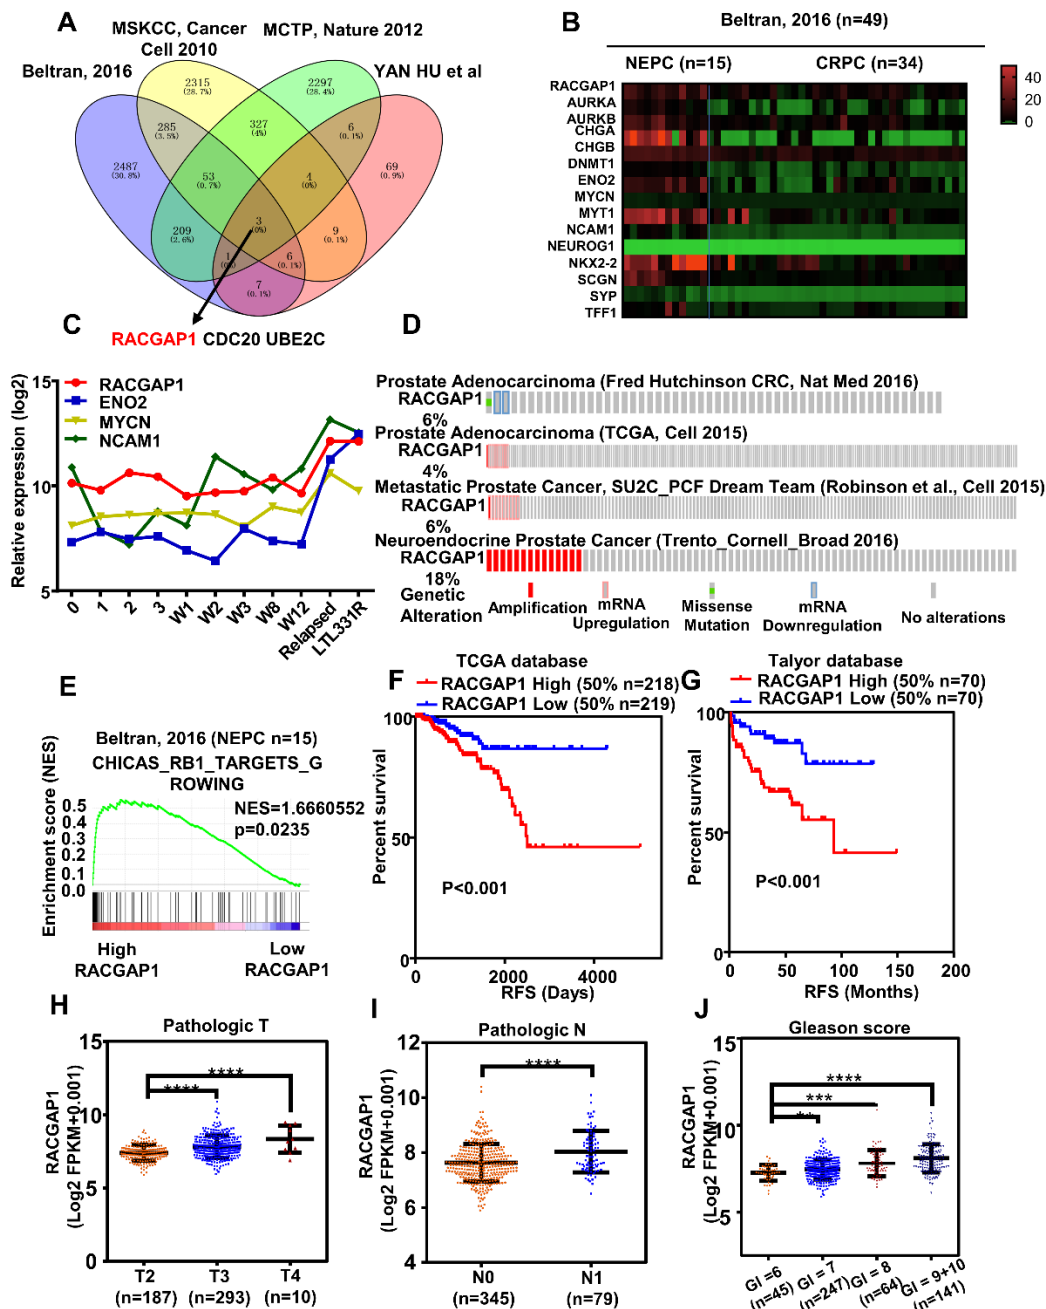 A
MSKCC, Cancer
Cell 2010
MCTP, Nature 2012
Beltran, 2016
YAN HU et al
2315
(28.7%)
2297
(28.4%)
285
(3.5%)
327
(4%)
6
(0.1%)
2487
(30.8%)
53
(0.7%)
4
(0%)
69
(0.9%)
3
(0%)
209
(2.6%)
9
(0.1%)
1
(0%)
6
(0.1%)
7
(0.1%)
RACGAP1 CDC20 UBE2C
B
Beltran, 2016 (n=49)
NEPC (n=15)
CRPC (n=34)
RACGAP1
AURKA
AURKB
CHGA
CHGB
DNMT1
ENO2
MYCN
MYT1
NCAM1
NEUROG1
NKX2-2
SCGN
SYP
TFF1
40
20
0
C
Relative expression (log2)
15
10
5
RACGAP1
ENO2
MYCN
NCAM1
0
1
2
3
W1
W2
W3
W8
W12
Relapsed
LTL331R
D
Prostate Adenocarcinoma (Fred Hutchinson CRC, Nat Med 2016)
RACGAP1
6%
Prostate Adenocarcinoma (TCGA, Cell 2015)
RACGAP1
4%
Metastatic Prostate Cancer, SU2C_PCF Dream Team (Robinson et al., Cell 2015)
RACGAP1
6%
Neuroendocrine Prostate Cancer (Trento_Cornell_Broad 2016)
RACGAP1
18%
Genetic
Alteration
Amplification
mRNA
Upregulation
Missense
Mutation
mRNA
Downregulation
No alterations
E
Beltran, 2016 (NEPC n=15)
CHICAS_RB1_TARGETS_G
ROWING
NES=1.6660552
p=0.0235
Enrichment score (NES)
0.5
0.4
0.3
0.2
0.1
0.0
High
RACGAP1
Low
RACGAP1
F
TCGA database
RACGAP1 High (50% n=218)
RACGAP1 Low (50% n=219)
Percent survival
100
50
0
P<0.001
0
2000
4000
RFS (Days)
G
Talyor database
RACGAP1 High (50% n=70)
RACGAP1 Low (50% n=70)
Percent survival
100
50
0
P<0.001
0
50
100
150
200
RFS (Months)
H
Pathologic T
RACGAP1
(Log2 FPKM+0.001)
15
10
5
0
****
****
T2
(n=187)
T3
(n=293)
T4
(n=10)
I
Pathologic N
RACGAP1
(Log2 FPKM+0.001)
12
10
8
6
4
****
N0
(n=345)
N1
(n=79)
J
Gleason score
RACGAP1
(Log2 FPKM+0.001)
15
10
5
****
***
**
Gl =6
(n=45)
Gl = 7
(n=247)
Gl = 8
(n=64)
Gl = 9+10
(n=141)